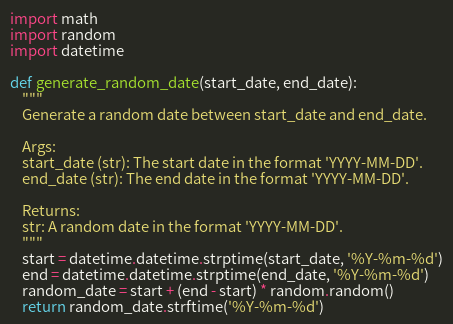 import math
import random
import datetime

def generate_random_date(start_date, end_date):
    """
    Generate a random date between start_date and end_date.

    Args:
    start_date (str): The start date in the format 'YYYY-MM-DD'.
    end_date (str): The end date in the format 'YYYY-MM-DD'.

    Returns:
    str: A random date in the format 'YYYY-MM-DD'.
    """
    start = datetime.datetime.strptime(start_date, '%Y-%m-%d')
    end = datetime.datetime.strptime(end_date, '%Y-%m-%d')
    random_date = start + (end - start) * random.random()
    return random_date.strftime('%Y-%m-%d')